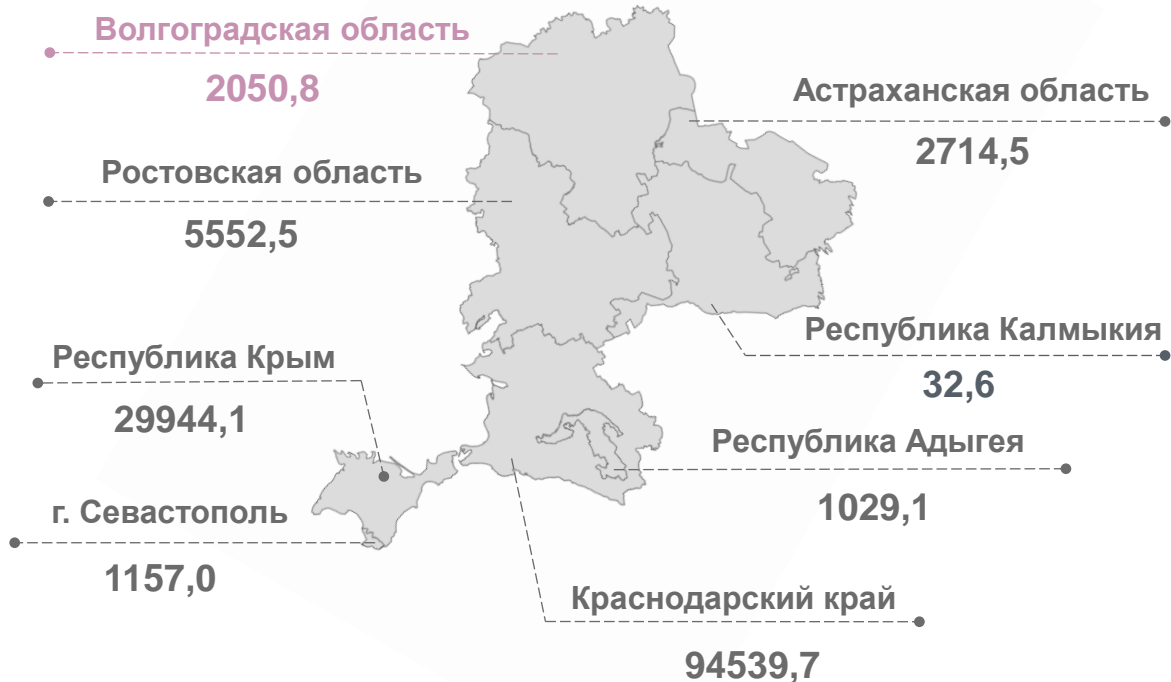 Волгоградская область
2050,8
Астраханская область
2714,5
Ростовская область
5552,5
Республика Калмыкия
32,6
Республика Крым
29944,1
Республика Адыгея
1029,1
г. Севастополь
1157,0
Краснодарский край
94539,7